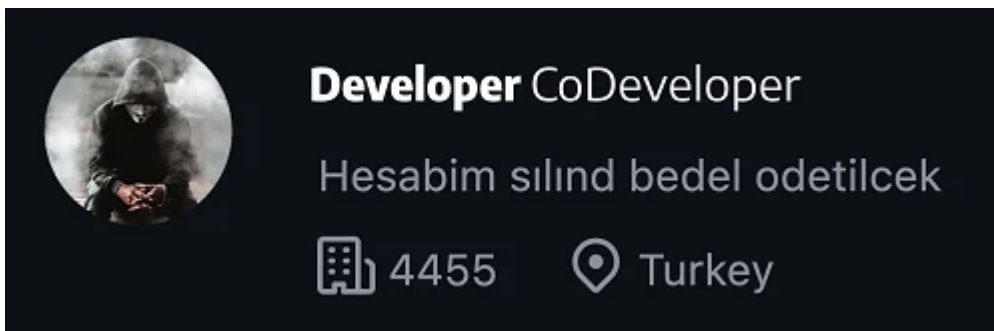 Developer CoDeveloper
Hesabim sılınd bedel odetilcek
4455 Turkey